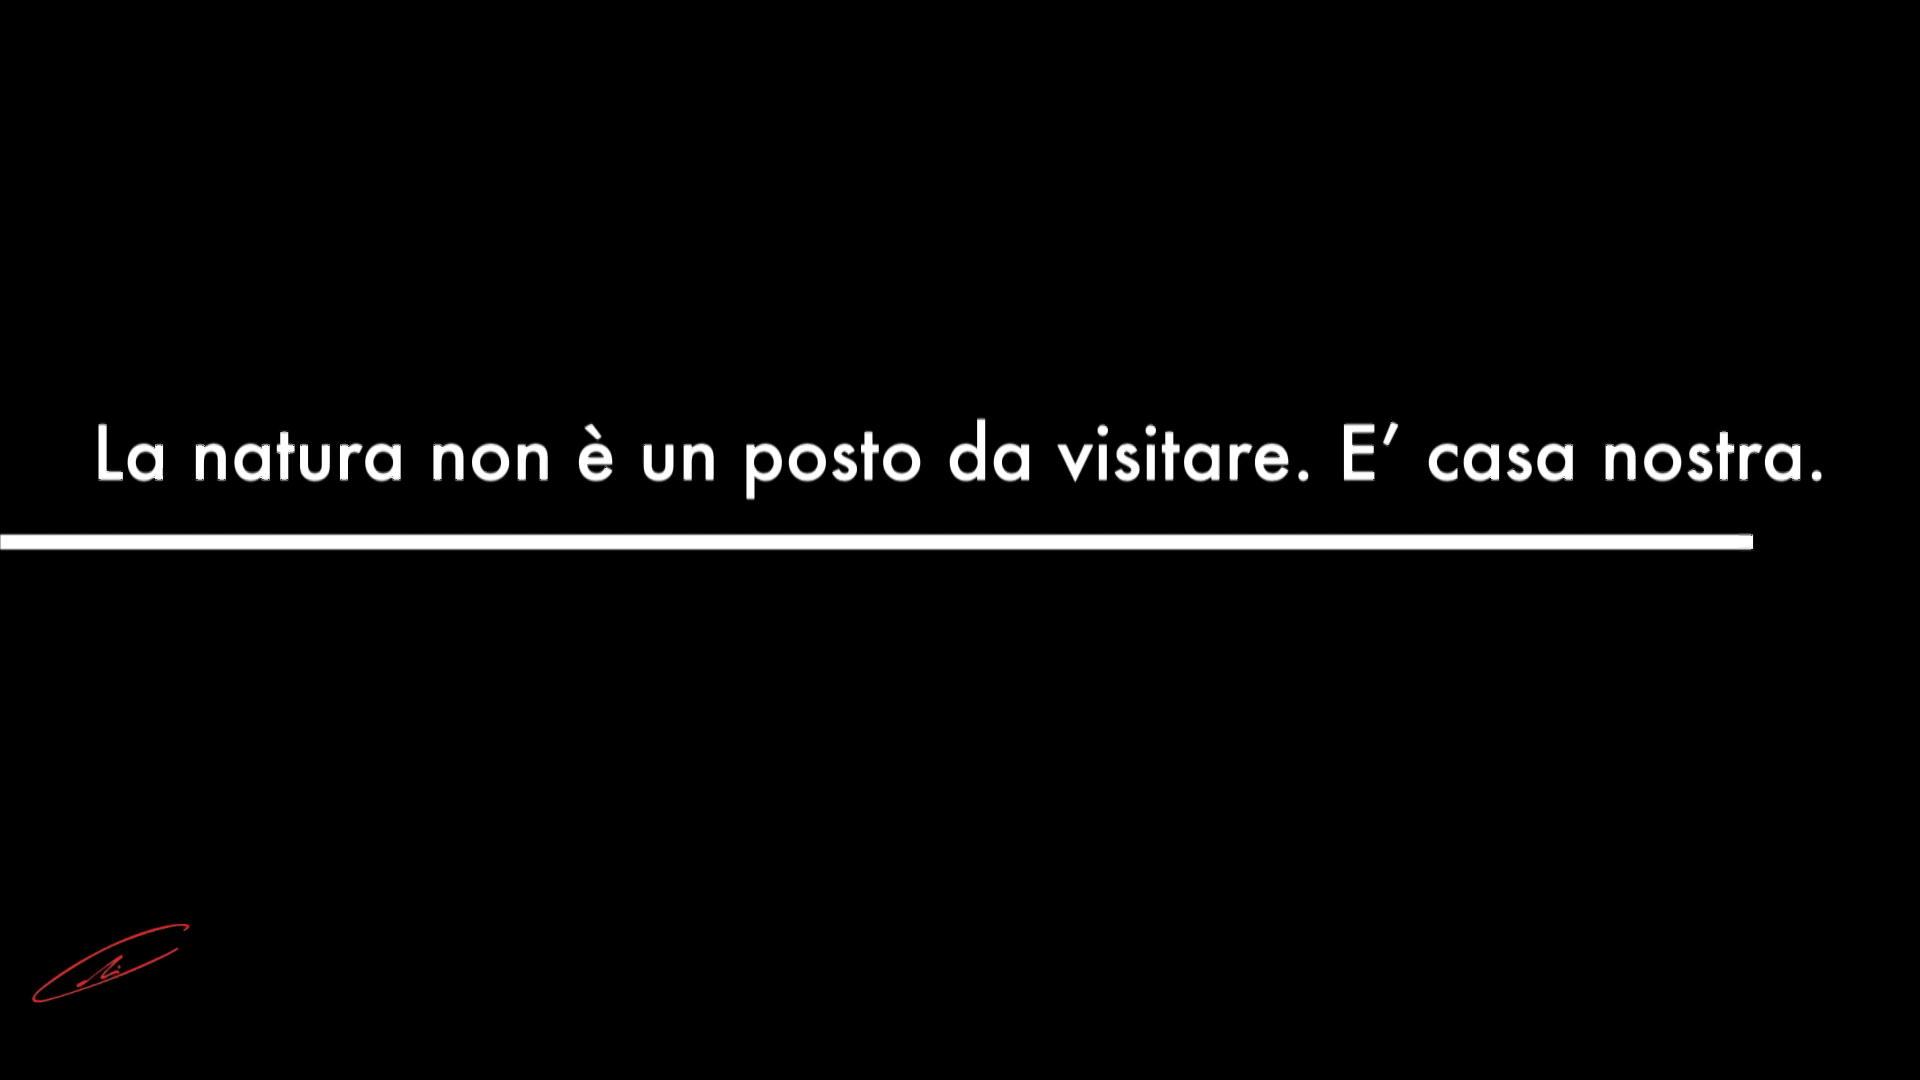 La natura non è un posto da visitare. E’ casa nostra.